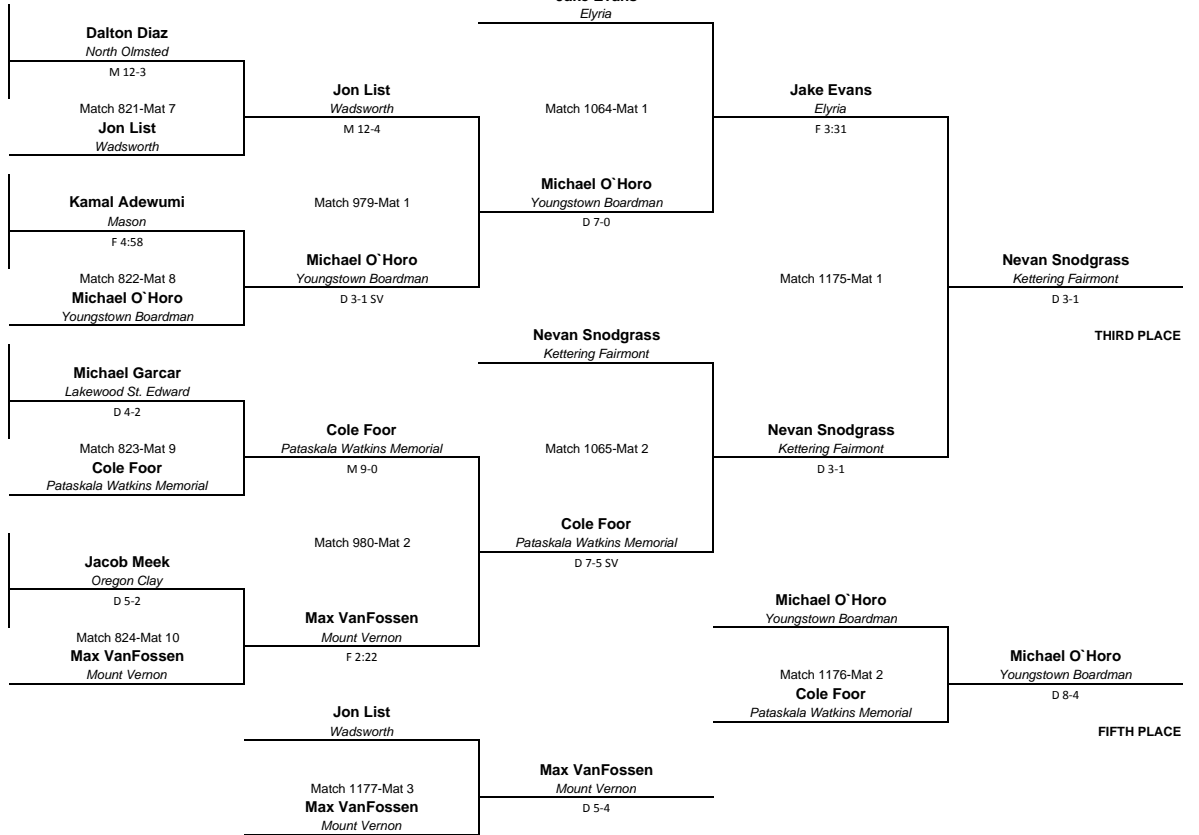 Jake Evans
Elyria
Dalton Diaz
North Olmsted
M 12-3
Match 821-Mat 7
Jon List
Wadsworth
Jon List
Wadsworth
M 12-4
Match 1064-Mat 1
Jake Evans
Elyria
F 3:31
Kamal Adewumi
Mason
F 4:58
Match 979-Mat 1
Michael O`Horo
Youngstown Boardman
D 7-0
Match 822-Mat 8
Michael O`Horo
Youngstown Boardman
Michael O`Horo
Youngstown Boardman
D 3-1 SV
Match 1175-Mat 1
Nevan Snodgrass
Kettering Fairmont
D 3-1
THIRD PLACE
Nevan Snodgrass
Kettering Fairmont
Michael Garcar
Lakewood St. Edward
D 4-2
Match 823-Mat 9
Cole Foor
Pataskala Watkins Memorial
Cole Foor
Pataskala Watkins Memorial
M 9-0
Match 1065-Mat 2
Nevan Snodgrass
Kettering Fairmont
D 3-1
Match 980-Mat 2
Cole Foor
Pataskala Watkins Memorial
D 7-5 SV
Jacob Meek
Oregon Clay
D 5-2
Match 824-Mat 10
Max VanFossen
Mount Vernon
Max VanFossen
Mount Vernon
F 2:22
Michael O`Horo
Youngstown Boardman
Match 1176-Mat 2
Cole Foor
Pataskala Watkins Memorial
Michael O`Horo
Youngstown Boardman
D 8-4
FIFTH PLACE
Jon List
Wadsworth
Match 1177-Mat 3
Max VanFossen
Mount Vernon
Max VanFossen
Mount Vernon
D 5-4